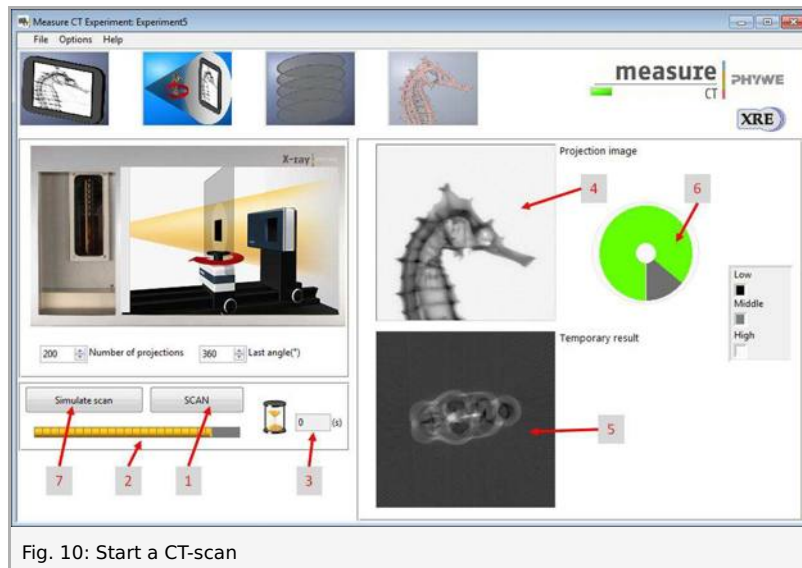 Measure CT Experiment: Experiment5
File Options Help
measure
CT
PHYWE
XRE
X-ray
Projection image
4
6
Low
Middle
High
200 Number of projections 360 Last angle(°)
Temporary result
Simulate scan SCAN
0 (s)
5
7 2 1 3
Fig. 10: Start a CT-scan